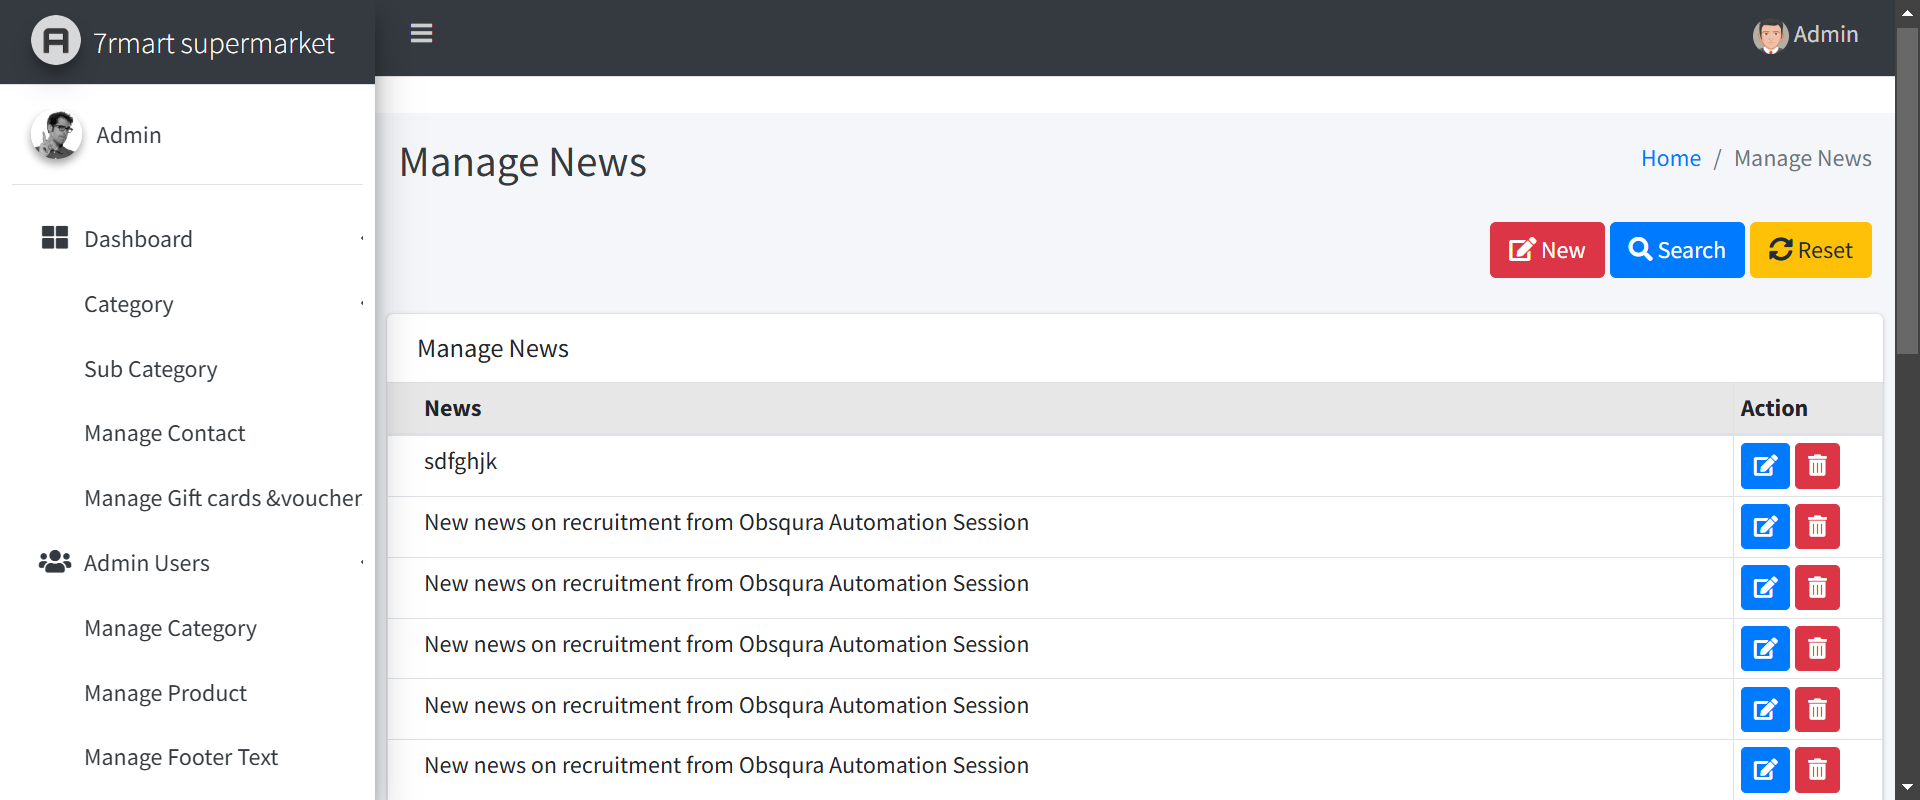 7rmart supermarket
Admin
Admin
Dashboard
Category
Sub Category
Manage Contact
Manage Gift cards &voucher
Admin Users
Manage Category
Manage Product
Manage Footer Text
Manage News
Home / Manage News
New Search Reset
Manage News
News Action
sdfghjk
New news on recruitment from Obsqura Automation Session
New news on recruitment from Obsqura Automation Session
New news on recruitment from Obsqura Automation Session
New news on recruitment from Obsqura Automation Session
New news on recruitment from Obsqura Automation Session